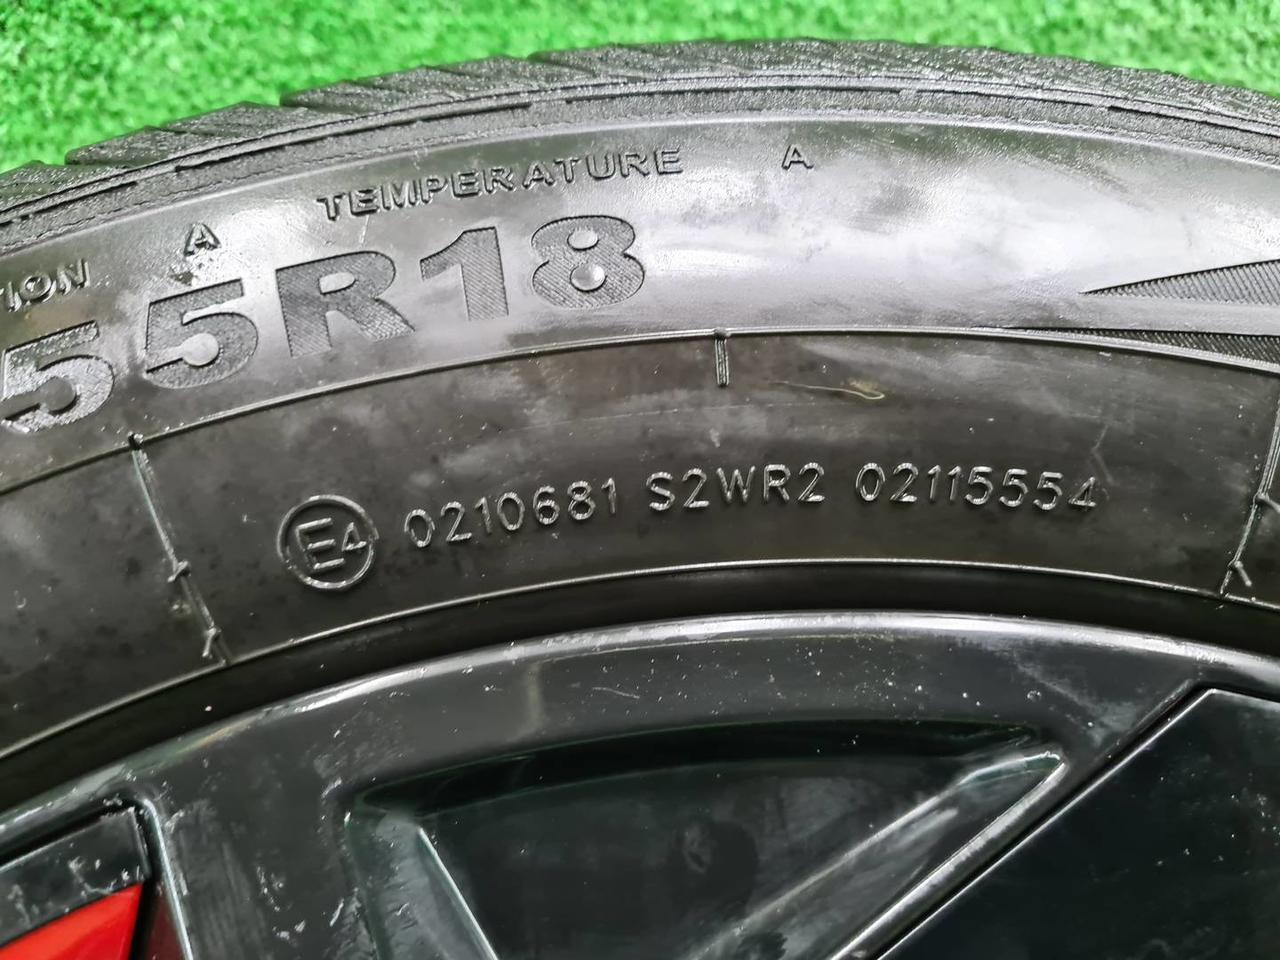 TION A TEMPERATURE A
55R18
E4 0210681 S2WR2 02115554